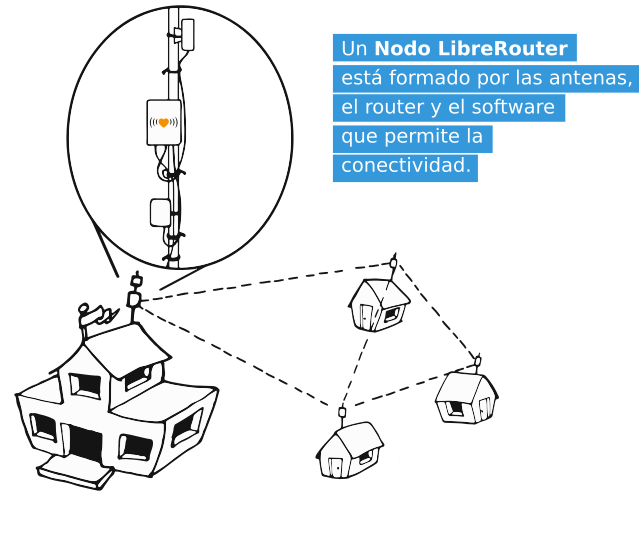 Un Nodo LibreRouter
está formado por las antenas,
el router y el software
que permite la
conectividad.